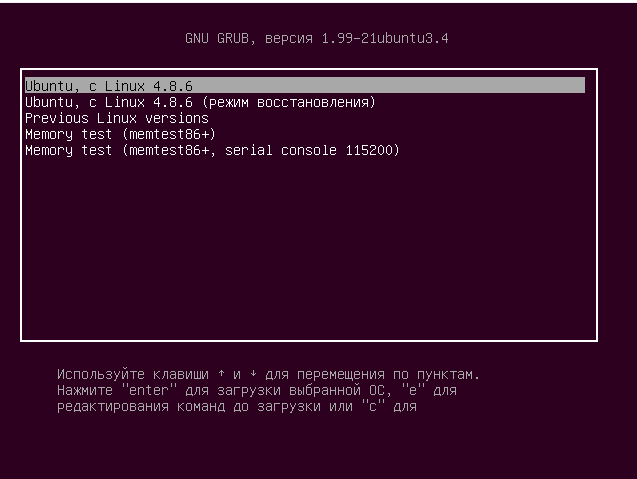 GNU GRUB, версия 1.99-21ubuntu3.4
Ubuntu, с Linux 4.8.6
Ubuntu, с Linux 4.8.6 (режим восстановления)
Previous Linux versions
Memory test (memtest86+)
Memory test (memtest86+, serial console 115200)
Используйте клавиши ↑ и ↓ для перемещения по пунктам.
Нажмите "enter" для загрузки выбранной ОС, "e" для
редактирования команд до загрузки или "c" для